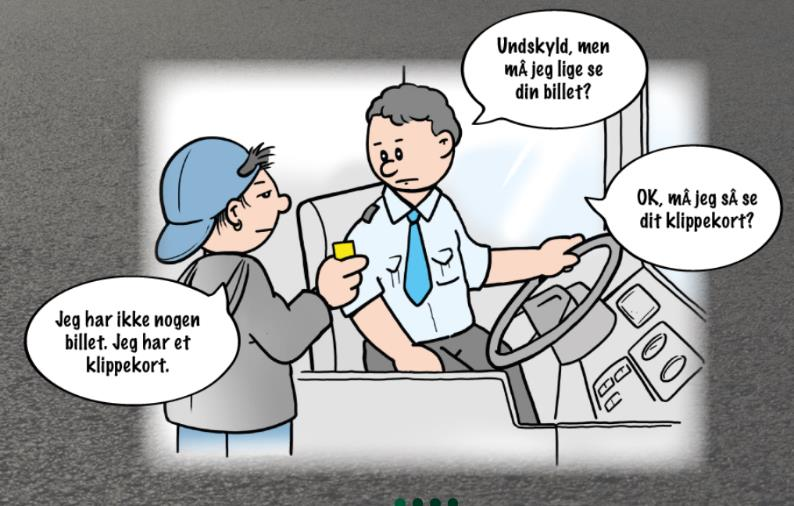 Undskyld, men
må jeg lige se
din billet?
Jeg har ikke nogen
billet. Jeg har et
klippekort.
OK, må jeg så se
dit klippekort?